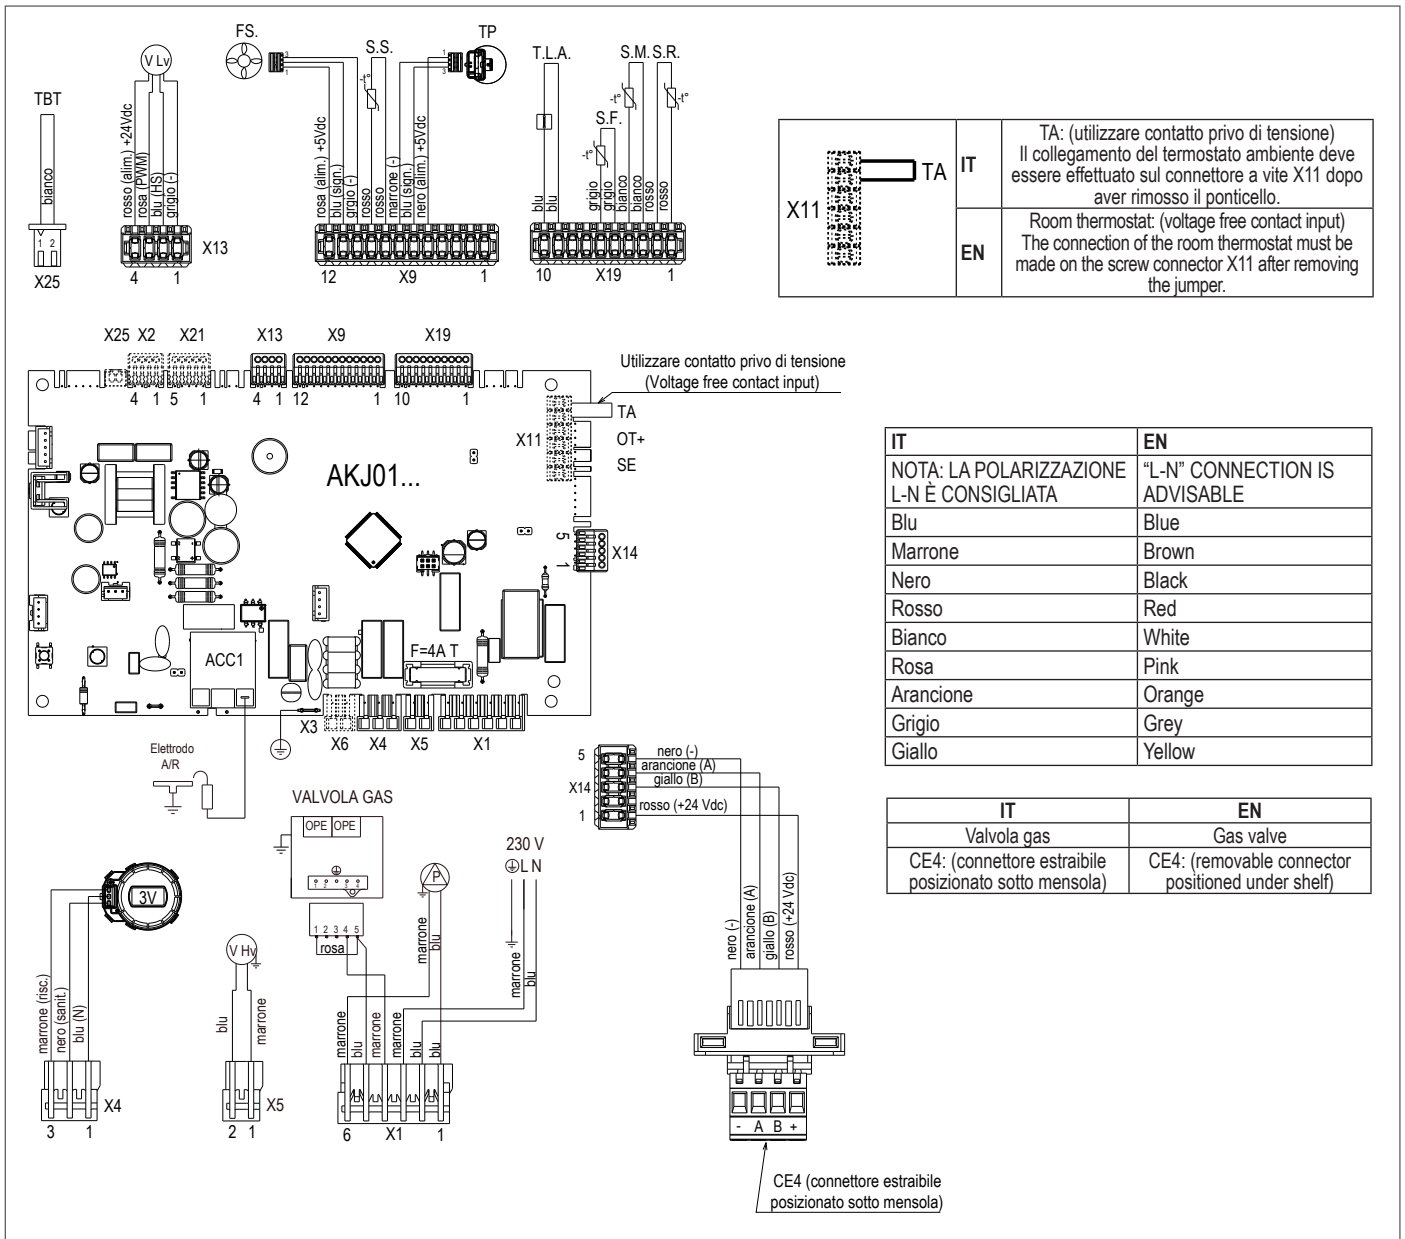 FS.
S.S.
TP
V Lv
T.L.A.
S.M.
S.R.
S.F.
TBT
-t°
-t°
-t°
-t°
3
1
1
3
bianco
rosso (alim.) +24Vdc
rosa (PWM)
blu (HS)
grigio (-)
rosa (alim.) +5Vdc
blu (sign.)
grgio (-)
rosso
rosso
marrone (-)
blu (sign.)
nero (alim.) +5Vdc
blu
blu
grigio
grigio
bianco
bianco
rosso
rosso
1 2
X25
X13
4 1
12 X9 1
10 X19 1
X11
TA
IT
TA: (utilizzare contatto privo di tensione)
Il collegamento del termostato ambiente deve
essere effettuato sul connettore a vite X11 dopo
aver rimosso il ponticello.
EN
Room thermostat: (voltage free contact input)
The connection of the room thermostat must be
made on the screw connector X11 after removing
the jumper.
X25 X2 X21 X13 X9 X19
4 1 5 1 4 1 12 1 10 1
Utilizzare contatto privo di tensione
(Voltage free contact input)
TA
X11
OT+
SE
AKJ01...
5
1
X14
ACC1
F=4A T
X3
X6
X4
X5
X1
Elettrodo
A/R
IT EN
NOTA: LA POLARIZZAZIONE
L-N È CONSIGLIATA
“L-N” CONNECTION IS
ADVISABLE
Blu Blue
Marrone Brown
Nero Black
Rosso Red
Bianco White
Rosa Pink
Arancione Orange
Grigio Grey
Giallo Yellow
IT EN
Valvola gas Gas valve
CE4: (connettore estraibile
posizionato sotto mensola)
CE4: (removable connector
positioned under shelf)
5
X14
1
nero (-)
arancione (A)
giallo (B)
rosso (+24 Vdc)
VALVOLA GAS
OPE OPE
1 2 3 4
1 2 3 4 5
rosa
P
230 V
L N
marrone
blu
marrone
blu
3V
marrone (risc.)
nero (sanit.)
blu (N)
X4
3 1
V Hv
blu
marrone
X5
2 1
marrone
blu
marrone
marrone
blu
blu
6 X1 1
nero (-)
arancione (A)
giallo (B)
rosso (+24 Vdc)
- A B +
CE4 (connettore estraibile
posizionato sotto mensola)